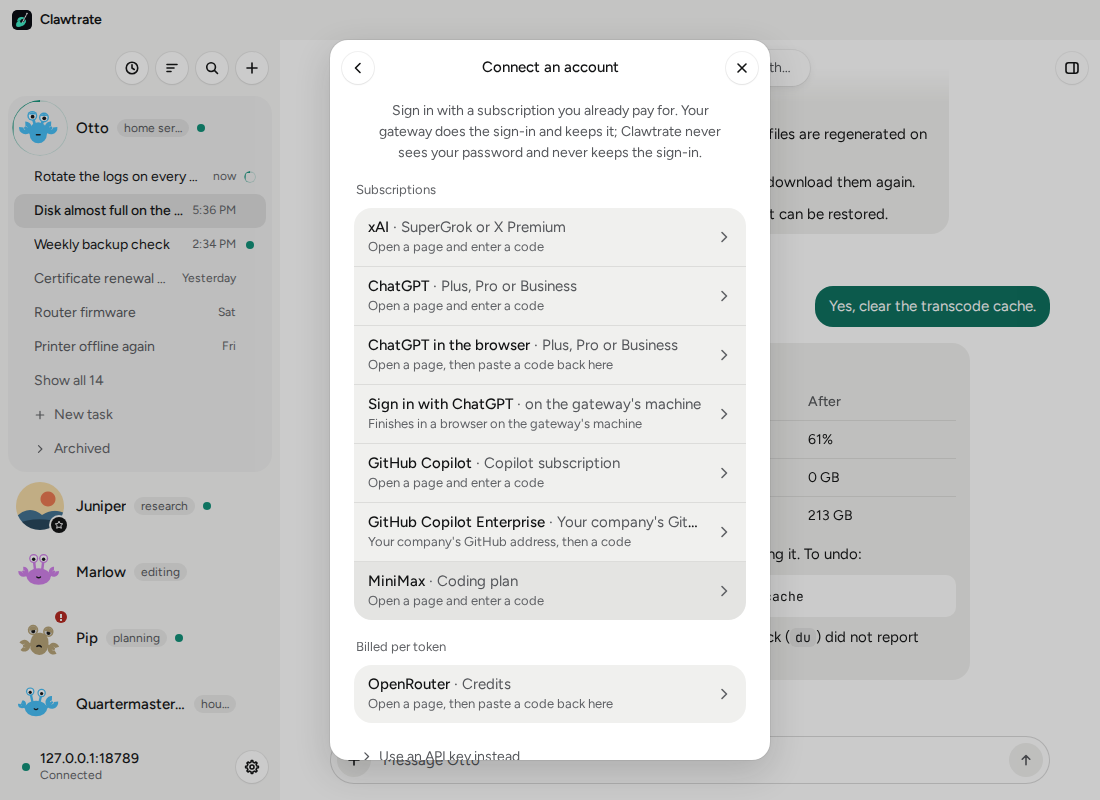 Clawtrate
Otto
home ser...
Rotate the logs on every ...
now
Disk almost full on the ...
5:36 PM
Weekly backup check
2:34 PM
Certificate renewal ...
Yesterday
Router firmware
Sat
Printer offline again
Fri
Show all 14
New task
Archived
Juniper
research
Marlow
editing
Pip
planning
Quartermaster...
hou...
127.0.0.1:18789
Connected
Connect an account
Sign in with a subscription you already pay for. Your
gateway does the sign-in and keeps it; Clawtrate never
sees your password and never keeps the sign-in.
Subscriptions
xAI · SuperGrok or X Premium
Open a page and enter a code
ChatGPT · Plus, Pro or Business
Open a page and enter a code
ChatGPT in the browser · Plus, Pro or Business
Open a page, then paste a code back here
Sign in with ChatGPT · on the gateway's machine
Finishes in a browser on the gateway's machine
GitHub Copilot · Copilot subscription
Open a page and enter a code
GitHub Copilot Enterprise · Your company's Git...
Your company's GitHub address, then a code
MiniMax · Coding plan
Open a page and enter a code
Billed per token
OpenRouter · Credits
Open a page, then paste a code back here
Use an API key instead
Message Otto
th...
files are regenerated on
download them again.
t can be restored.
Yes, clear the transcode cache.
After
61%
0 GB
213 GB
ng it. To undo:
cache
ck ( du ) did not report